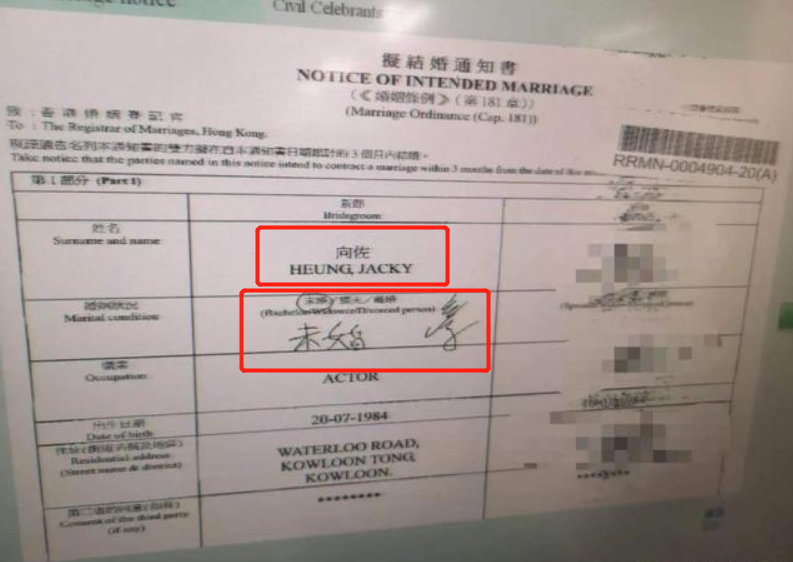 Civil Celebrants
擬結婚通知書
NOTICE OF INTENDED MARRIAGE
(《婚姻條例》(第181章))
(Marriage Ordinance (Cap. 181))
致：香港婚姻登記官
To : The Registrar of Marriages, Hong Kong.
RRMN-0004904-20(A)
Take notice that the parties named in this notice intend to contract a marriage within 3 months from the date of this
第1部分 (Part I)
新郎
Bridegroom
姓名
Surname and name
向佐
HEUNG, JACKY
婚姻狀況
Marital condition
未婚/鰥夫/離婚
(Bachelor/Widower/Divorced person)
未婚
職業
Occupation
ACTOR
出生日期
Date of birth
20-07-1984
Residential address
(Street name & district)
WATERLOO ROAD,
KOWLOON TONG,
KOWLOON.
Consent of the third party
(if any)
********
********